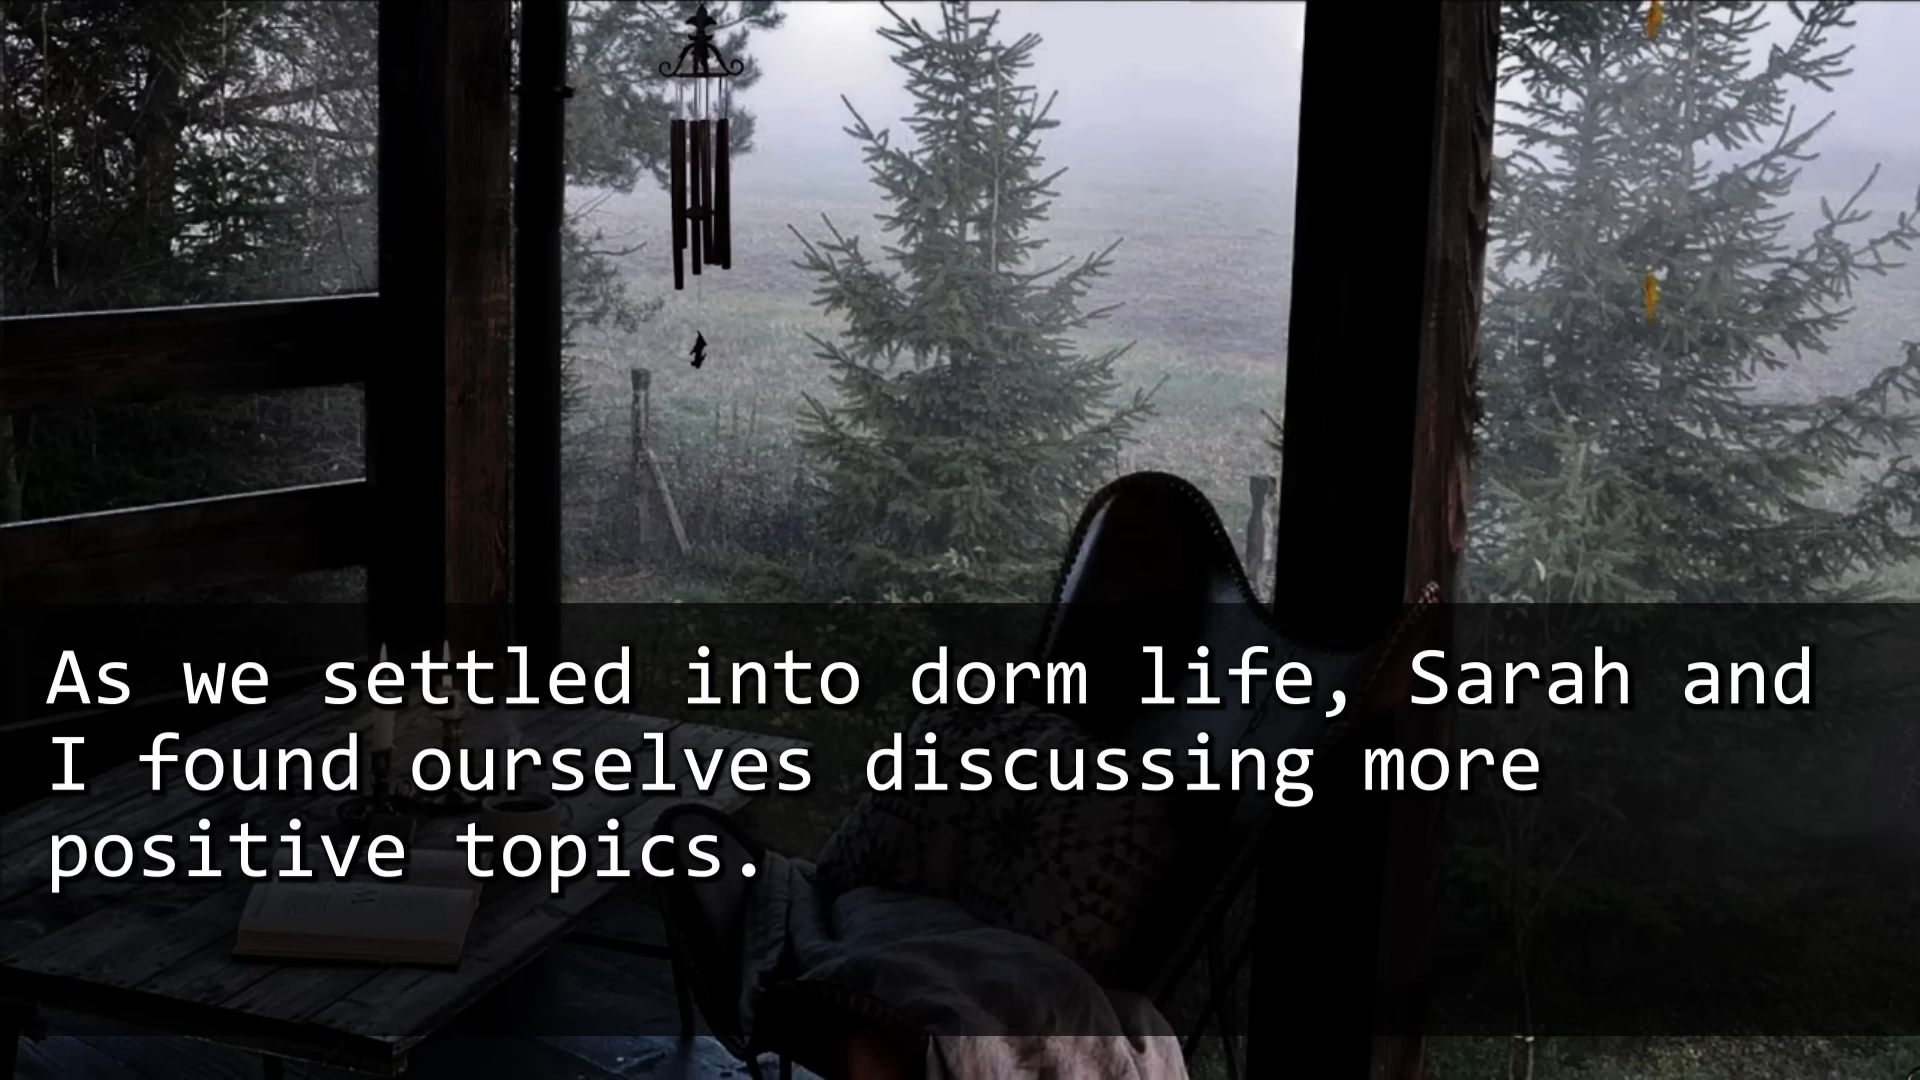 As we settled into dorm life, Sarah and
I found ourselves discussing more
positive topics.